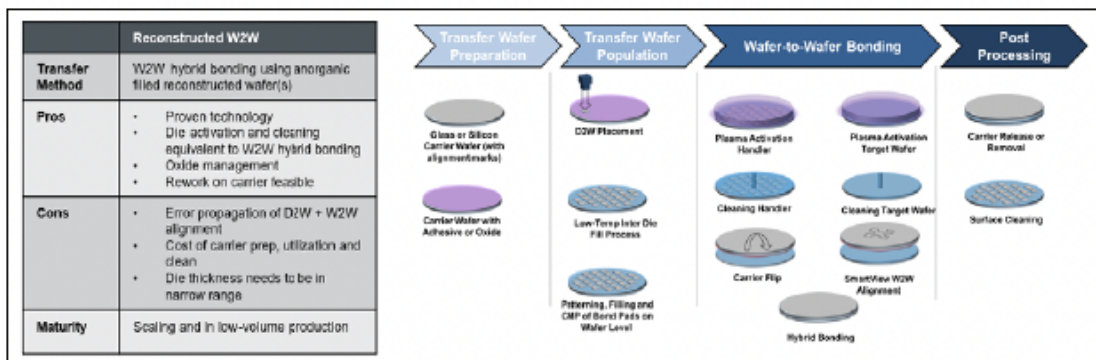 Reconstructed W2W
Transfer
Method
W2W hybrid bonding using anorganic
filled reconstructed wafer(s)
Pros
• Proven technology
• Die activation and cleaning
equivalent to W2W hybrid bonding
• Oxide management
• Rework on carrier feasible
Cons
• Error propagation of D2W + W2W
alignment
• Cost of carrier prep, utilization and
clean
• Die thickness needs to be in
narrow range
Maturity
Scaling and in low-volume production
Transfer Wafer
Preparation
Glass or Silicon
Carrier Wafer (with
alignment marks)
Carrier Wafer with
Adhesive or Oxide
Transfer Wafer
Population
D2W Placement
Low-Temp Inter Die
Fill Process
Patterning, Filling and
CMP of Bond Pads on
Wafer Level
Wafer-to-Wafer Bonding
Plasma Activation
Handler
Plasma Activation
Target Wafer
Cleaning Handler
Cleaning Target Wafer
Carrier Flip
SmartView W2W
Alignment
Hybrid Bonding
Post
Processing
Carrier Release or
Removal
Surface Cleaning